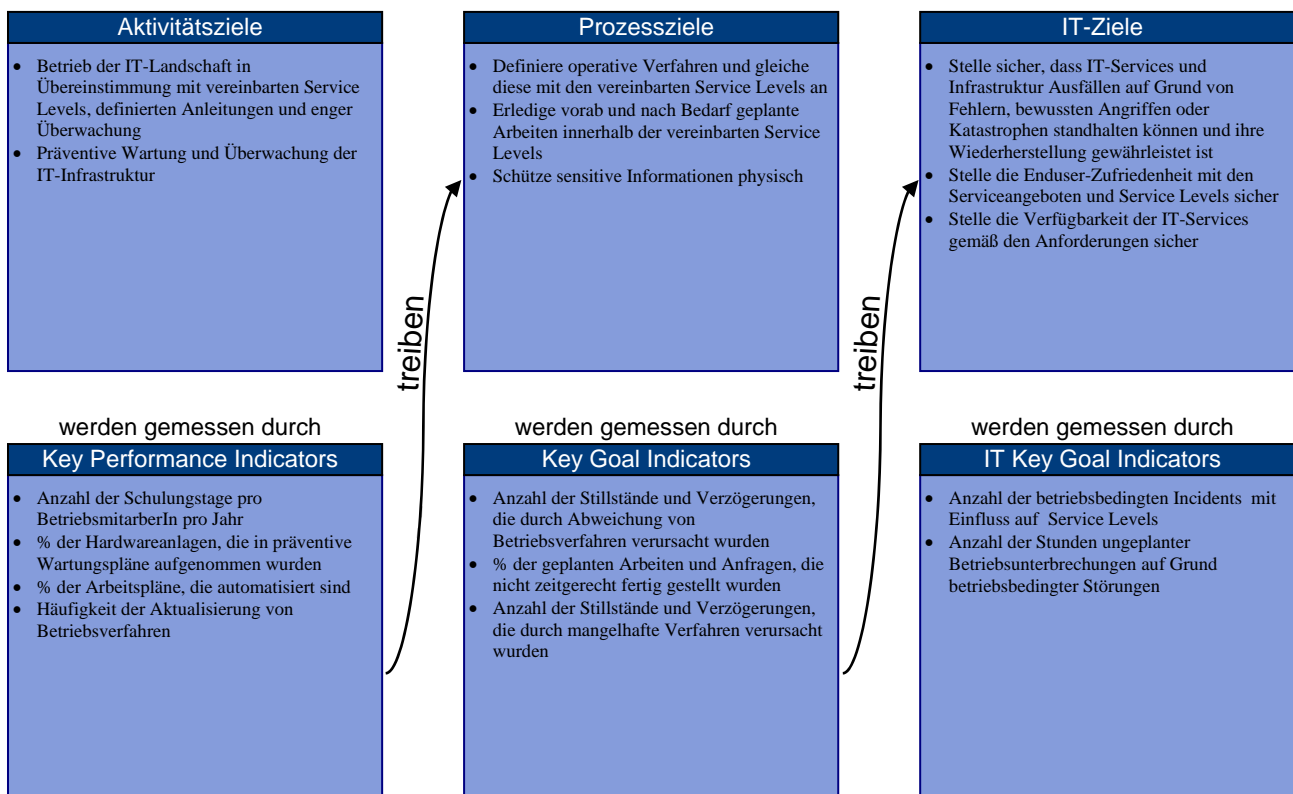 Aktivitätsziele
• Betrieb der IT-Landschaft in
Übereinstimmung mit vereinbarten Service
Levels, definierten Anleitungen und enger
Überwachung
• Präventive Wartung und Überwachung der
IT-Infrastruktur
treiben
Prozessziele
• Definiere operative Verfahren und gleiche
diese mit den vereinbarten Service Levels an
• Erledige vorab und nach Bedarf geplante
Arbeiten innerhalb der vereinbarten Service
Levels
• Schütze sensitive Informationen physisch
treiben
IT-Ziele
• Stelle sicher, dass IT-Services und
Infrastruktur Ausfällen auf Grund von
Fehlern, bewussten Angriffen oder
Katastrophen standhalten können und ihre
Wiederherstellung gewährleistet ist
• Stelle die Enduser-Zufriedenheit mit den
Serviceangeboten und Service Levels sicher
• Stelle die Verfügbarkeit der IT-Services
gemäß den Anforderungen sicher
werden gemessen durch
Key Performance Indicators
• Anzahl der Schulungstage pro
BetriebsmitarberIn pro Jahr
• % der Hardwareanlagen, die in präventive
Wartungspläne aufgenommen wurden
• % der Arbeitspläne, die automatisiert sind
• Häufigkeit der Aktualisierung von
Betriebsverfahren
werden gemessen durch
Key Goal Indicators
• Anzahl der Stillstände und Verzögerungen,
die durch Abweichung von
Betriebsverfahren verursacht wurden
• % der geplanten Arbeiten und Anfragen, die
nicht zeitgerecht fertig gestellt wurden
• Anzahl der Stillstände und Verzögerungen,
die durch mangelhafte Verfahren verursacht
wurden
werden gemessen durch
IT Key Goal Indicators
• Anzahl der betriebsbedingten Incidents mit
Einfluss auf Service Levels
• Anzahl der Stunden ungeplanter
Betriebsunterbrechungen auf Grund
betriebsbedingter Störungen